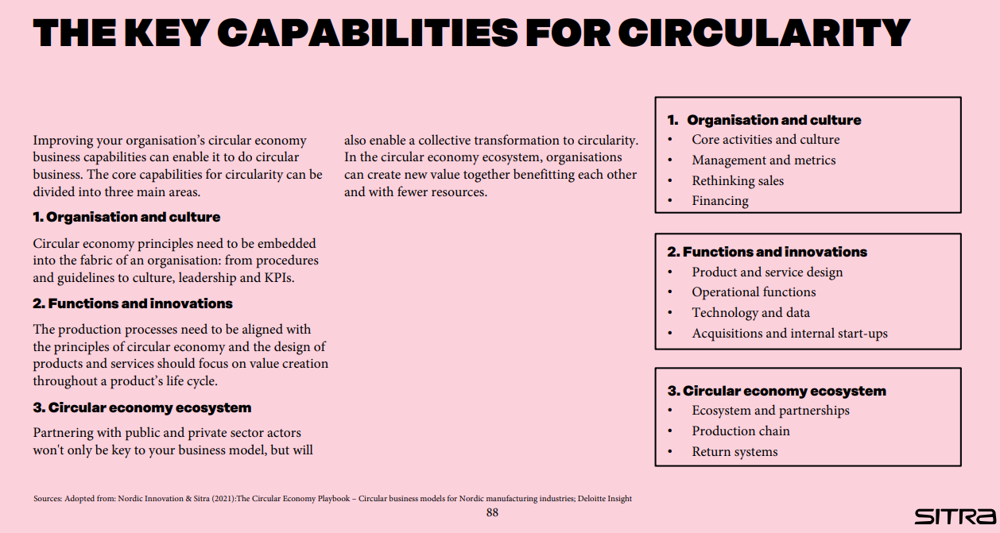 THE KEY CAPABILITIES FOR CIRCULARITY
Improving your organisation’s circular economy
business capabilities can enable it to do circular
business. The core capabilities for circularity can be
divided into three main areas.
1. Organisation and culture
Circular economy principles need to be embedded
into the fabric of an organisation: from procedures
and guidelines to culture, leadership and KPIs.
2. Functions and innovations
The production processes need to be aligned with
the principles of circular economy and the design of
products and services should focus on value creation
throughout a product’s life cycle.
3. Circular economy ecosystem
Partnering with public and private sector actors
won't only be key to your business model, but will
also enable a collective transformation to circularity.
In the circular economy ecosystem, organisations
can create new value together benefitting each other
and with fewer resources.
1. Organisation and culture
• Core activities and culture
• Management and metrics
• Rethinking sales
• Financing
2. Functions and innovations
• Product and service design
• Operational functions
• Technology and data
• Acquisitions and internal start-ups
3. Circular economy ecosystem
• Ecosystem and partnerships
• Production chain
• Return systems
Sources: Adopted from: Nordic Innovation & Sitra (2021):The Circular Economy Playbook – Circular business models for Nordic manufacturing industries; Deloitte Insight
88
SITRA